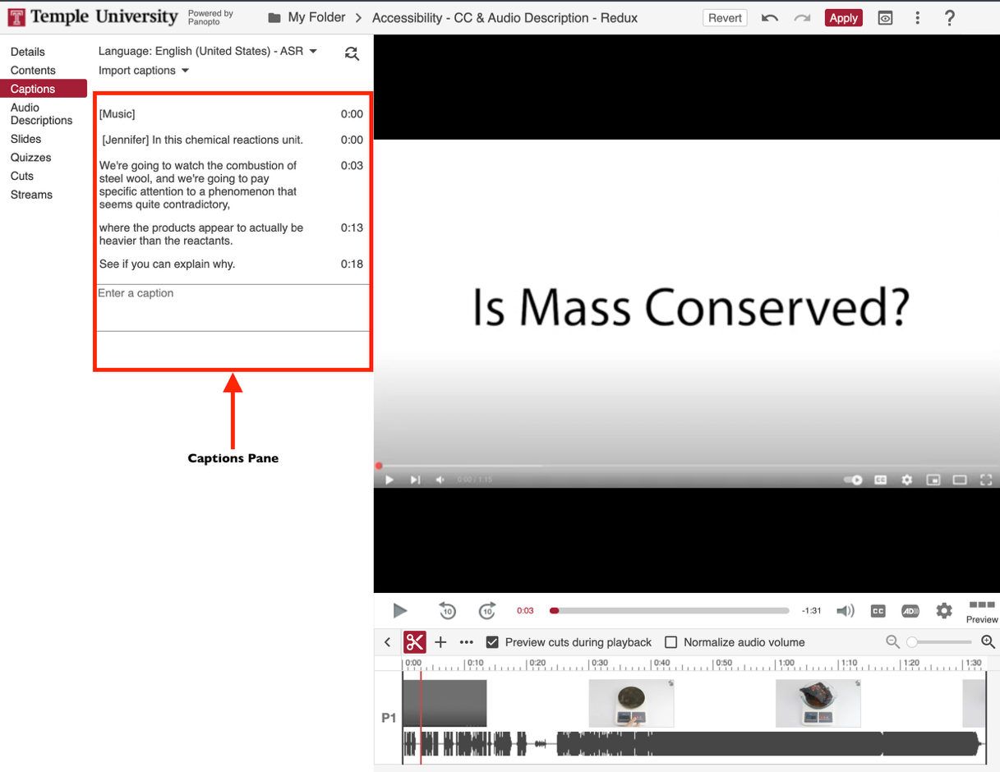 Temple University
Powered by
Panopto
My Folder > Accessibility - CC & Audio Description - Redux
Revert
Apply
?
Details
Contents
Captions
Audio
Descriptions
Slides
Quizzes
Cuts
Streams
Language: English (United States) - ASR
Import captions
[Music] 0:00
[Jennifer] In this chemical reactions unit. 0:00
We're going to watch the combustion of 0:03
steel wool, and we're going to pay
specific attention to a phenomenon that
seems quite contradictory,
where the products appear to actually be 0:13
heavier than the reactants.
See if you can explain why. 0:18
Enter a caption
Captions Pane
Is Mass Conserved?
0:00 / 1:15
CC
10
10
0:03
-1:31
CC
AD
Preview
Preview cuts during playback
Normalize audio volume
0:00 0:10 0:20 0:30 0:40 0:50 1:00 1:10 1:20 1:30
P1